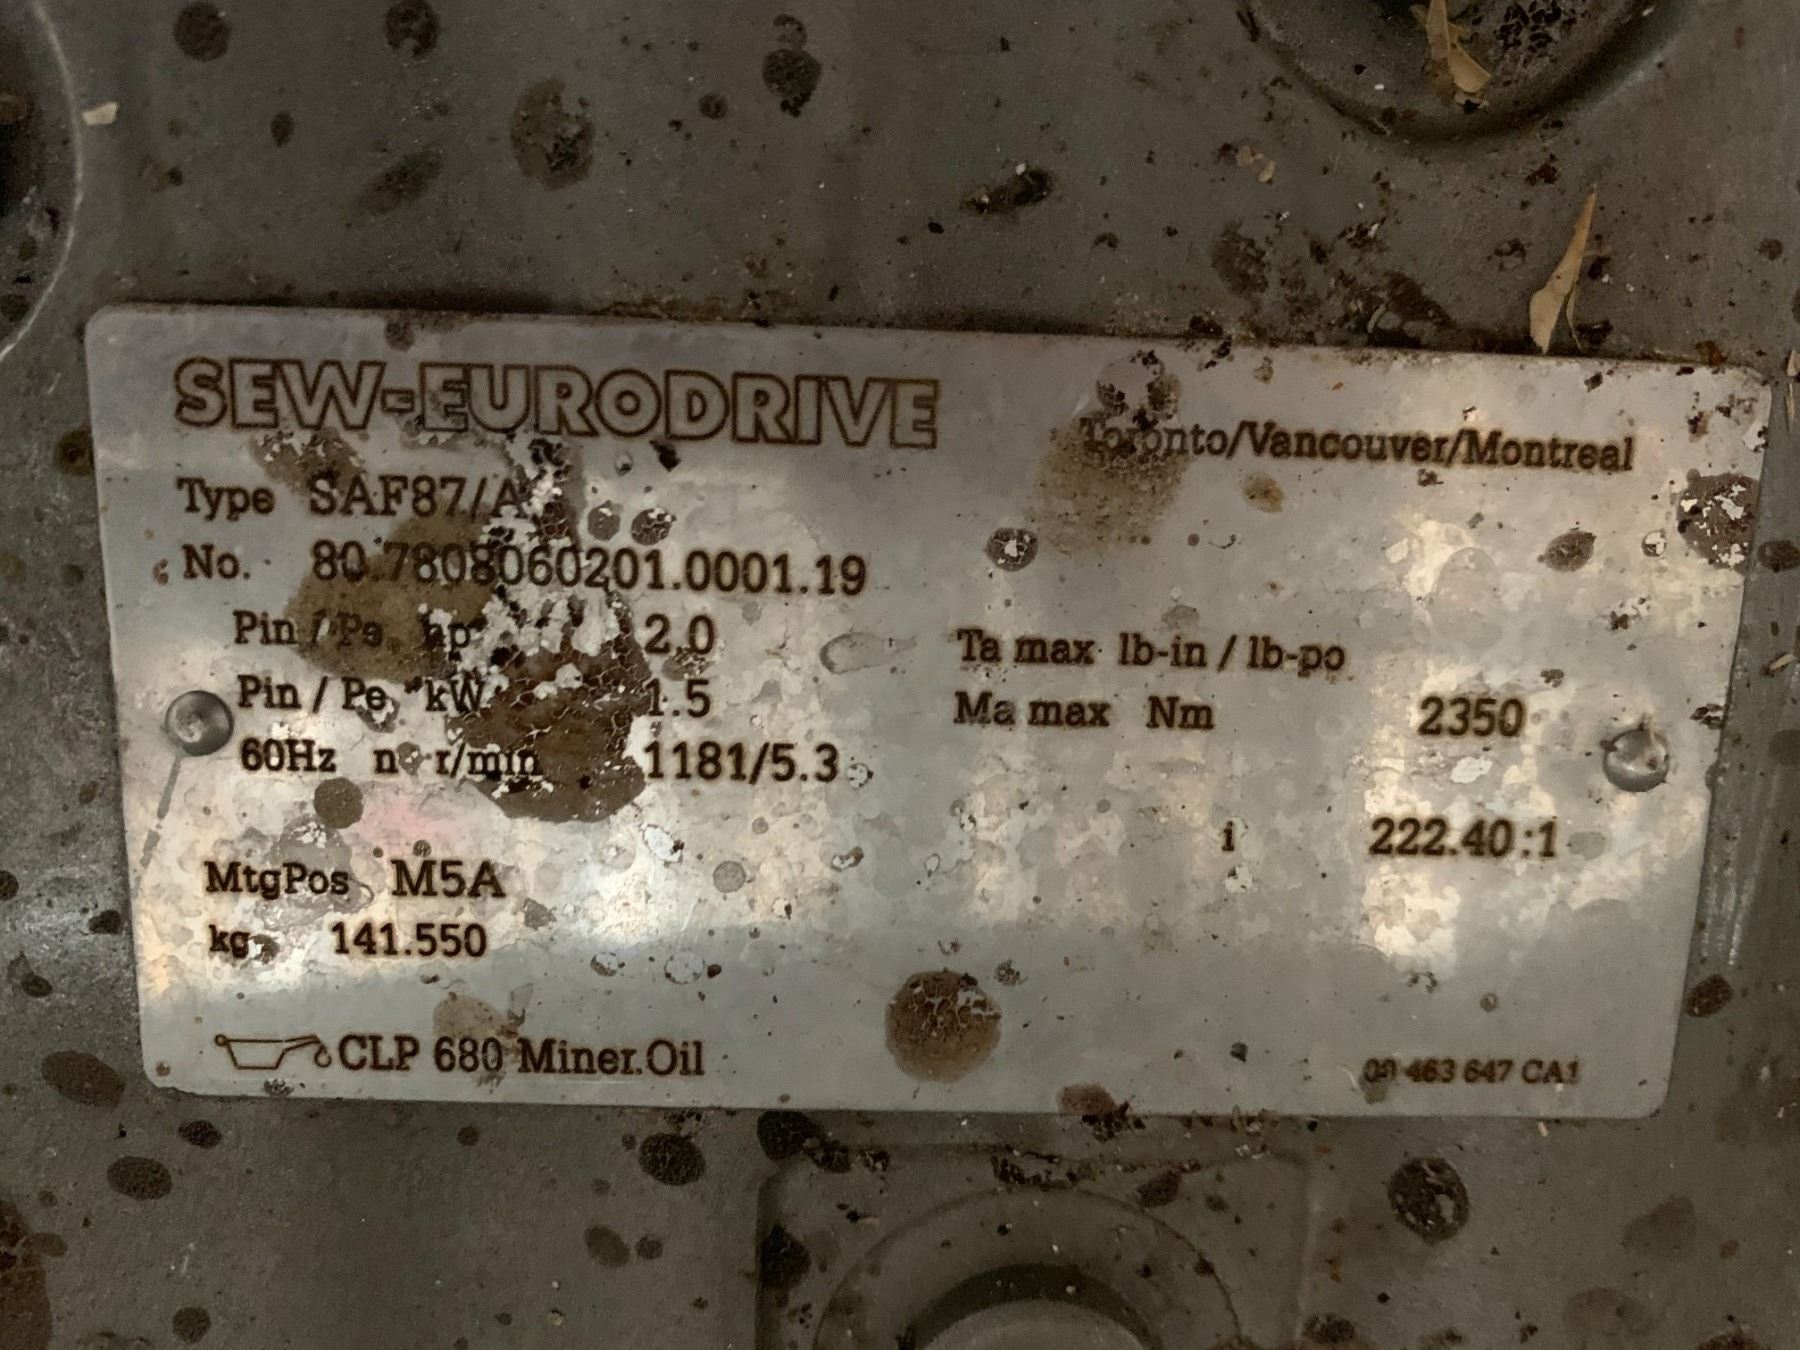 SEW-EURODRIVE
Toronto/Vancouver/Montreal
Type SAF87/A
No. 80.7808060201.0001.19
Pin / Pe hp 2.0
Ta max lb-in / lb-po
Pin / Pe kW 1.5
Ma max Nm 2350
60Hz n r/min 1181/5.3
i 222.40:1
MtgPos M5A
kg 141.550
CLP 680 Miner.Oil
463 647 CA1